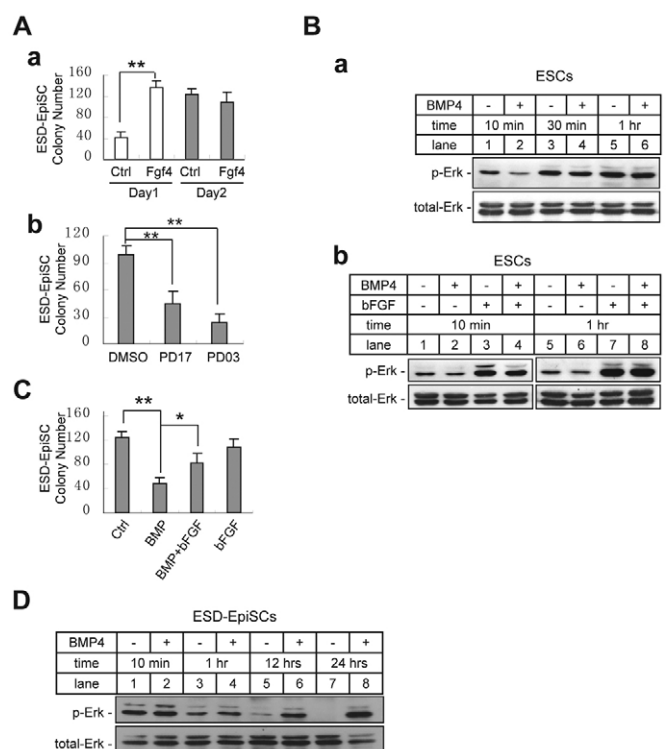 A
a
ESD-EpiSC
Colony Number
160
120
80
40
0
**
Ctrl Fgf4 Ctrl Fgf4
Day1 Day2
b
ESD-EpiSC
Colony Number
120
90
60
30
0
**
**
DMSO PD17 PD03
C
ESD-EpiSC
Colony Number
160
120
80
40
0
** *
Ctrl BMP BMP+bFGF bFGF
B
a
ESCs
BMP4 - + - + - +
time 10 min 30 min 1 hr
lane 1 2 3 4 5 6
p-Erk -
total-Erk -
b
ESCs
BMP4 - + - + - + - +
bFGF - - + + - - + +
time 10 min 1 hr
lane 1 2 3 4 5 6 7 8
p-Erk -
total-Erk -
D
ESD-EpiSCs
BMP4 - + - + - + - +
time 10 min 1 hr 12 hrs 24 hrs
lane 1 2 3 4 5 6 7 8
p-Erk -
total-Erk -